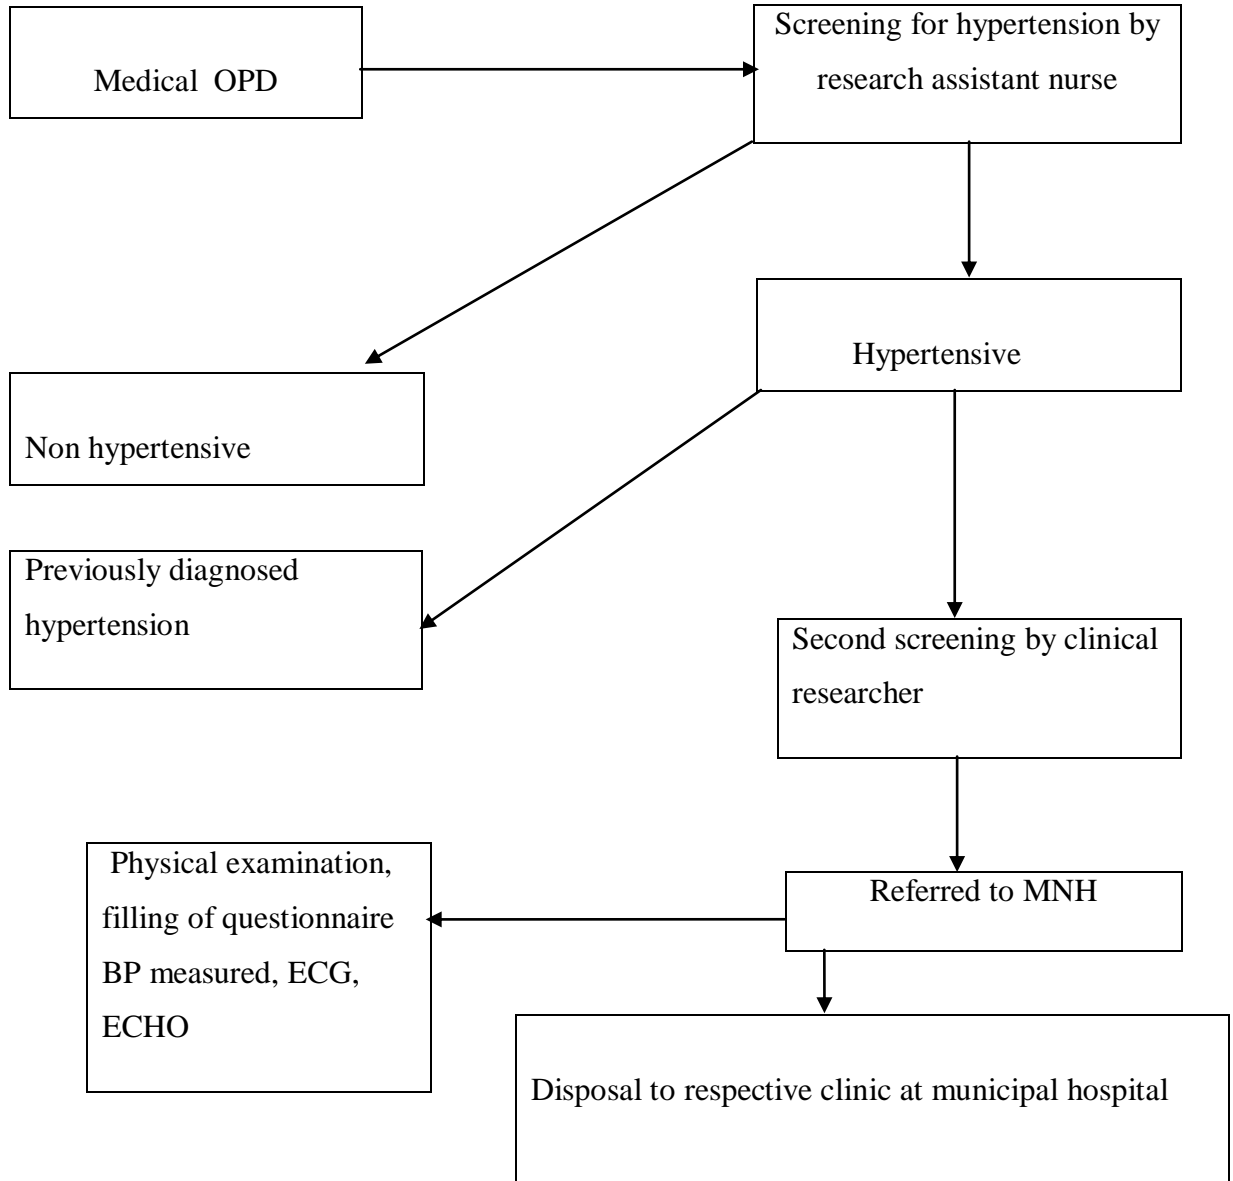 Medical OPD
Screening for hypertension by
research assistant nurse
Hypertensive
Non hypertensive
Previously diagnosed
hypertension
Second screening by clinical
researcher
Physical examination,
filling of questionnaire
BP measured, ECG,
ECHO
Referred to MNH
Disposal to respective clinic at municipal hospital